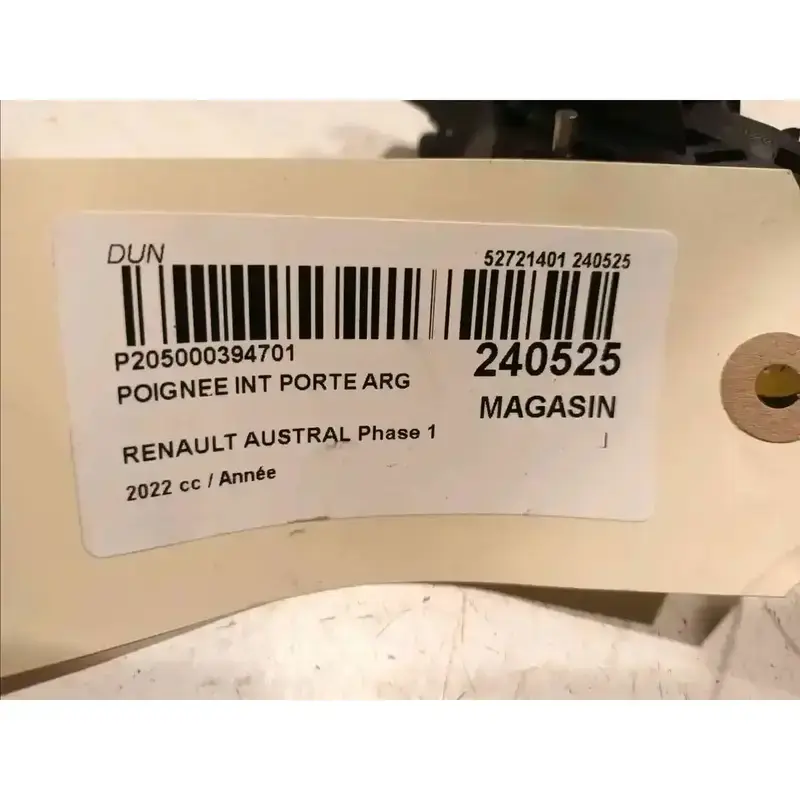 DUN
52721401 240525
P205000394701
240525
POIGNEE INT PORTE ARG
MAGASIN
RENAULT AUSTRAL Phase 1
2022 cc / Année